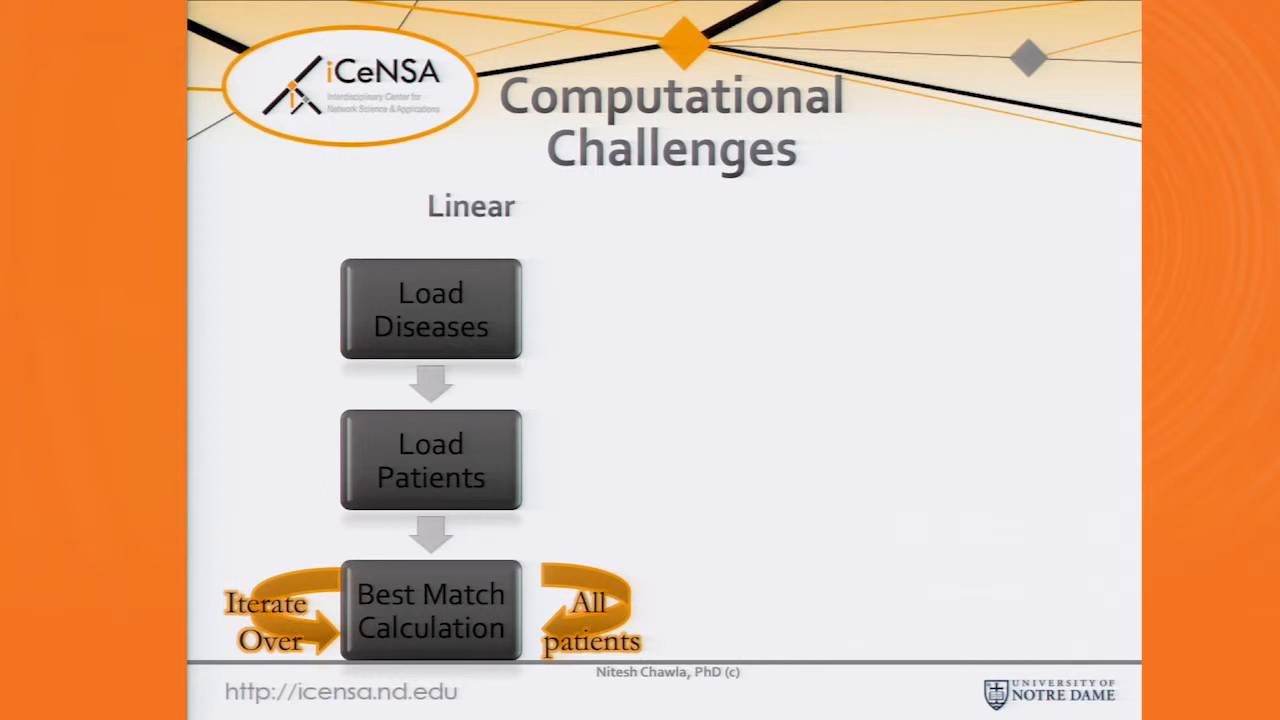 iCeNSA
Interdisciplinary Center for
Network Science & Applications
Computational
Challenges
Linear
Load
Diseases
Load
Patients
Best Match
Calculation
Iterate
Over
All
patients
Nitesh Chawla, PhD (c)
http://icensa.nd.edu
UNIVERSITY OF
NOTRE DAME